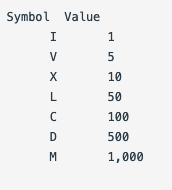 Symbol Value
I 1
V 5
X 10
L 50
C 100
D 500
M 1,000